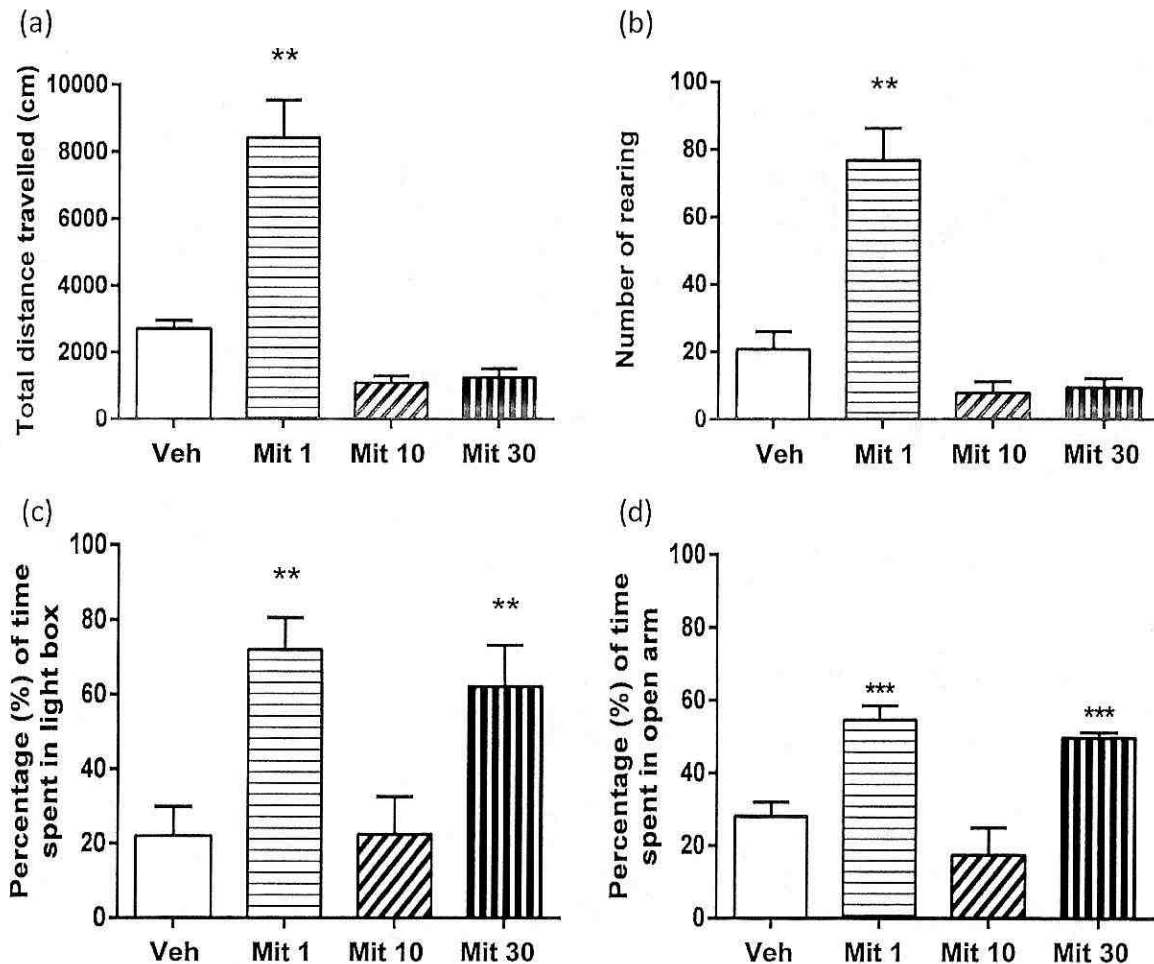 (a)
**
10000
8000
6000
4000
2000
0
Total distance travelled (cm)
Veh Mit 1 Mit 10 Mit 30
(b)
**
100
80
60
40
20
0
Number of rearing
Veh Mit 1 Mit 10 Mit 30
(c)
** **
100
80
60
40
20
0
Percentage (%) of time
spent in light box
Veh Mit 1 Mit 10 Mit 30
(d)
*** ***
100
80
60
40
20
0
Percentage (%) of time
spent in open arm
Veh Mit 1 Mit 10 Mit 30